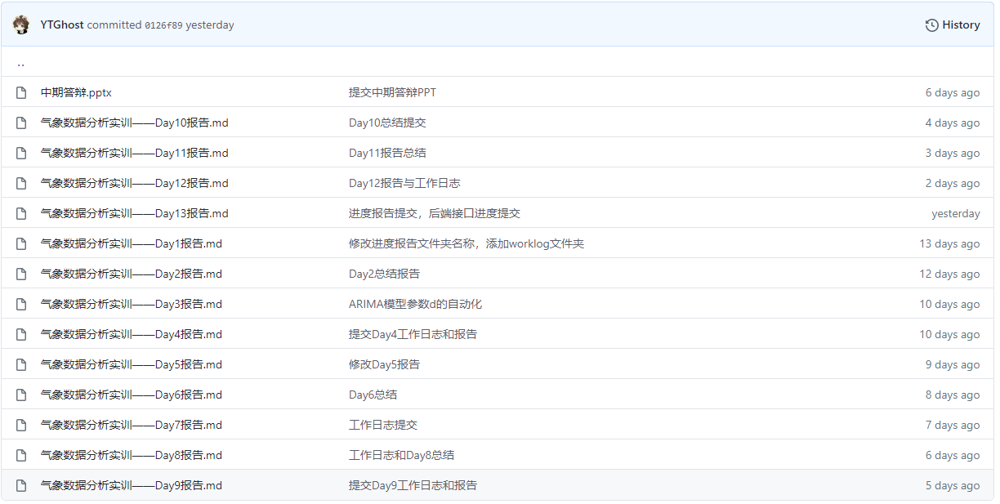 YTGhost committed 0126f89 yesterday History
..
中期答辩.pptx 提交中期答辩PPT 6 days ago
气象数据分析实训——Day10报告.md Day10总结提交 4 days ago
气象数据分析实训——Day11报告.md Day11报告总结 3 days ago
气象数据分析实训——Day12报告.md Day12报告与工作日志 2 days ago
气象数据分析实训——Day13报告.md 进度报告提交，后端接口进度提交 yesterday
气象数据分析实训——Day1报告.md 修改进度报告文件夹名称，添加worklog文件夹 13 days ago
气象数据分析实训——Day2报告.md Day2总结报告 12 days ago
气象数据分析实训——Day3报告.md ARIMA模型参数d的自动化 10 days ago
气象数据分析实训——Day4报告.md 提交Day4工作日志和报告 10 days ago
气象数据分析实训——Day5报告.md 修改Day5报告 9 days ago
气象数据分析实训——Day6报告.md Day6总结 8 days ago
气象数据分析实训——Day7报告.md 工作日志提交 7 days ago
气象数据分析实训——Day8报告.md 工作日志和Day8总结 6 days ago
气象数据分析实训——Day9报告.md 提交Day9工作日志和报告 5 days ago